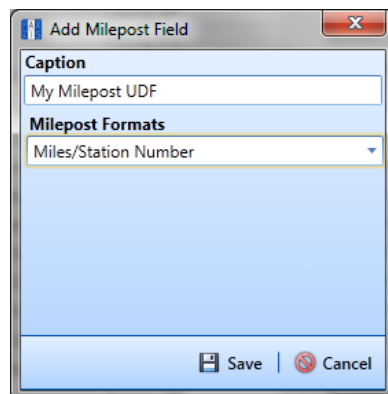 Add Milepost Field
Caption
My Milepost UDF
Milepost Formats
Miles/Station Number
Save | Cancel